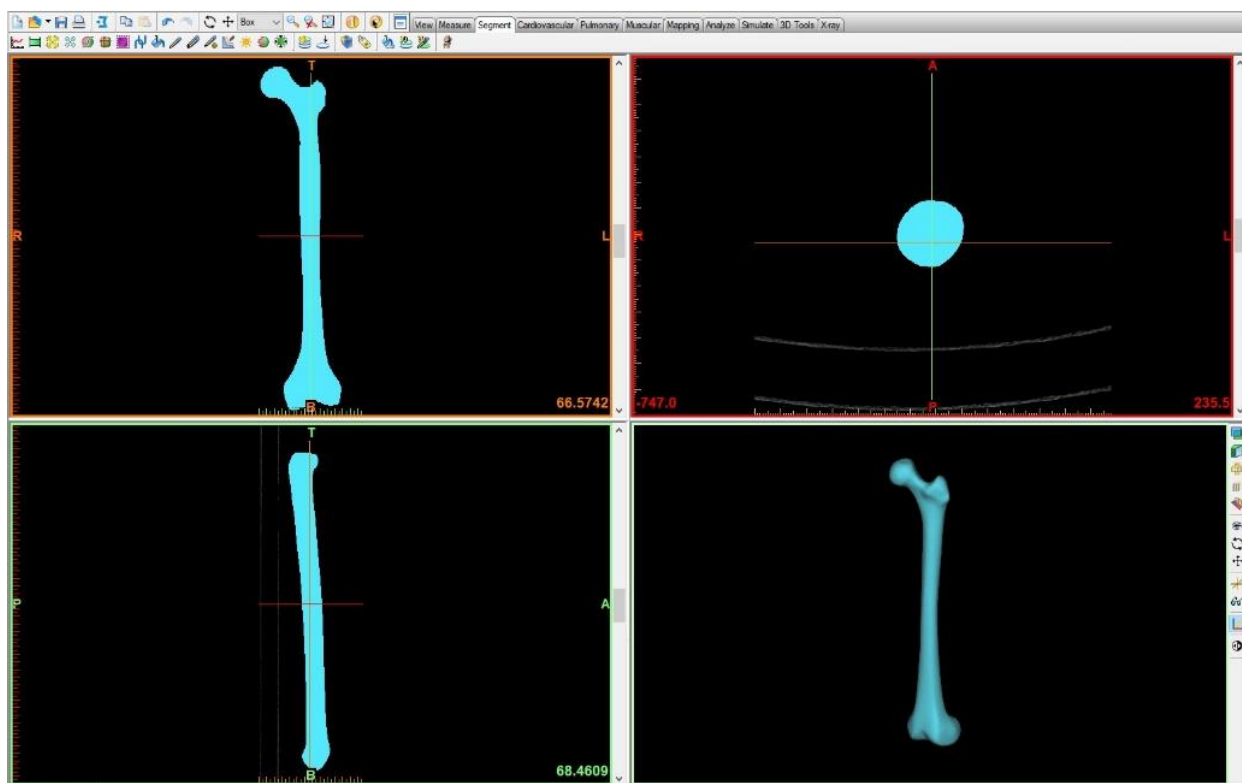 Box View Measure Segment Cardiovascular Pulmonary Muscular Mapping Analyze Simulate 3D Tools X-ray
T
R L
B 66.5742
A
R L
-747.0 P 235.5
T
P A
B 68.4609